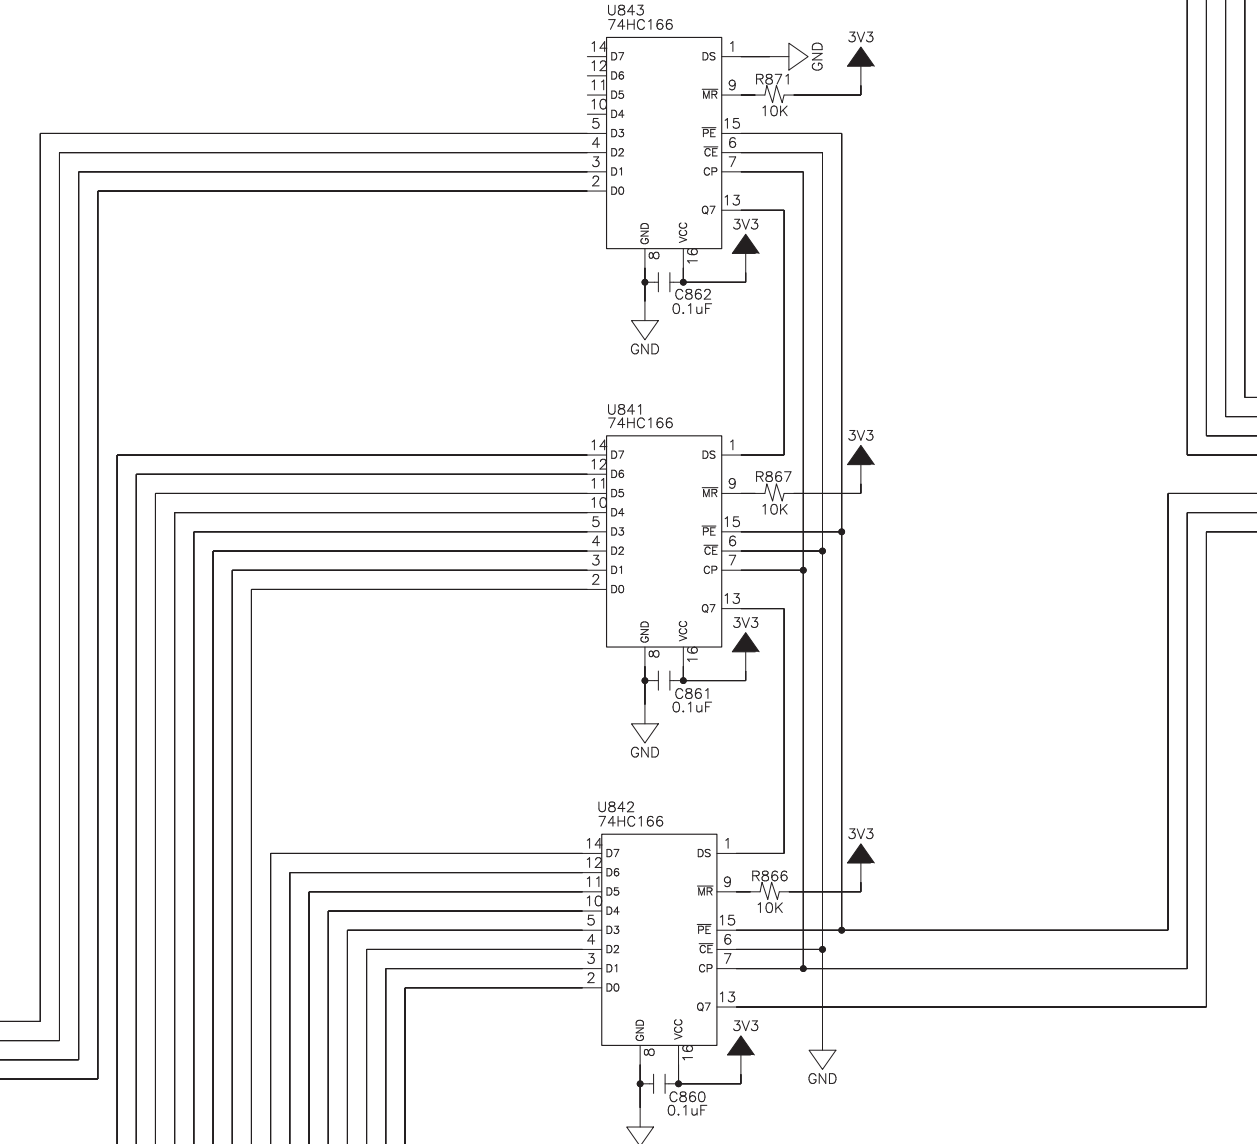 U843
74HC166
14 D7 DS 1 GND
12 D6
11 D5 MR 9 R871 10K 3V3
10 D4
5 D3 PE 15
4 D2 CE 6
3 D1 CP 7
2 D0
Q7 13
GND VCC 3V3
8 16
C862
0.1uF
GND
U841
74HC166
14 D7 DS 1
12 D6
11 D5 MR 9 R867 10K 3V3
10 D4
5 D3 PE 15
4 D2 CE 6
3 D1 CP 7
2 D0
Q7 13
GND VCC 3V3
8 16
C861
0.1uF
GND
U842
74HC166
14 D7 DS 1
12 D6
11 D5 MR 9 R866 10K 3V3
10 D4
5 D3 PE 15
4 D2 CE 6
3 D1 CP 7
2 D0
Q7 13
GND VCC 3V3
8 16
C860
0.1uF
GND